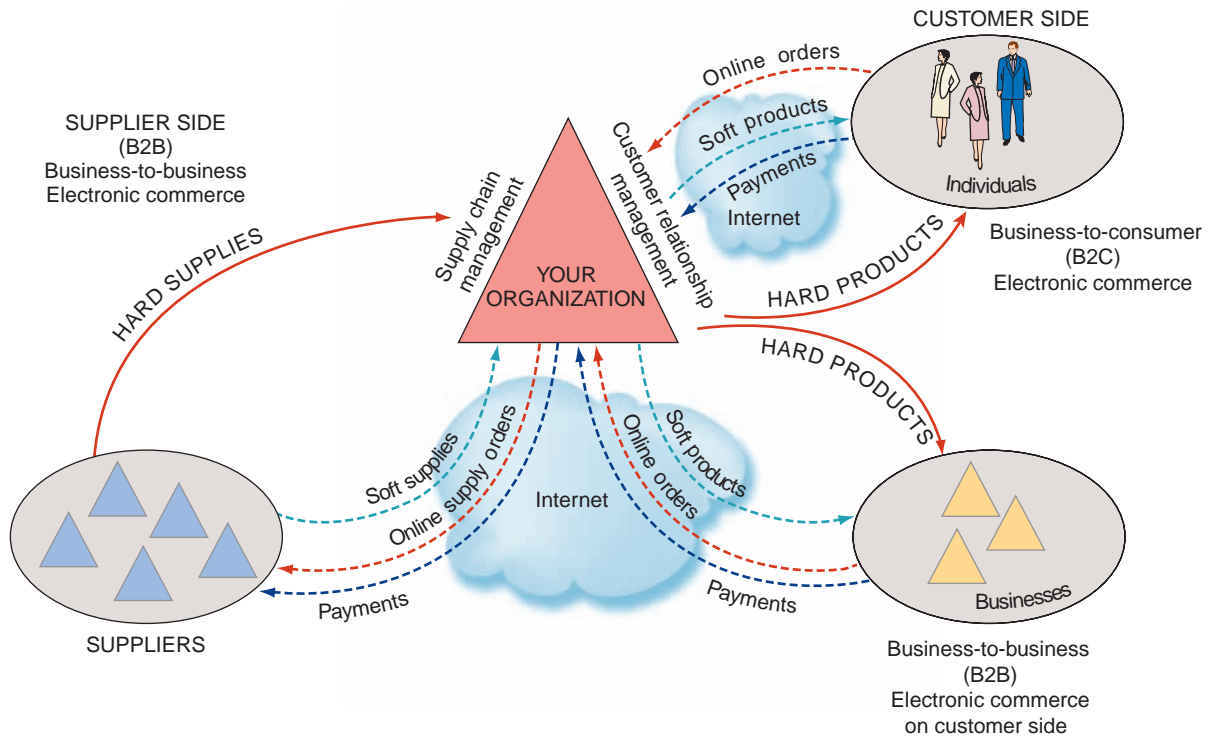 CUSTOMER SIDE
Online orders
Soft products
Payments
Internet
Individuals
SUPPLIER SIDE
(B2B)
Business-to-business
Electronic commerce
Supply chain
management
Customer relationship
management
YOUR
ORGANIZATION
HARD SUPPLIES
HARD PRODUCTS
Business-to-consumer
(B2C)
Electronic commerce
HARD PRODUCTS
Soft supplies
Online supply orders
Payments
Internet
Online orders
Soft products
Payments
SUPPLIERS
Businesses
Business-to-business
(B2B)
Electronic commerce
on customer side